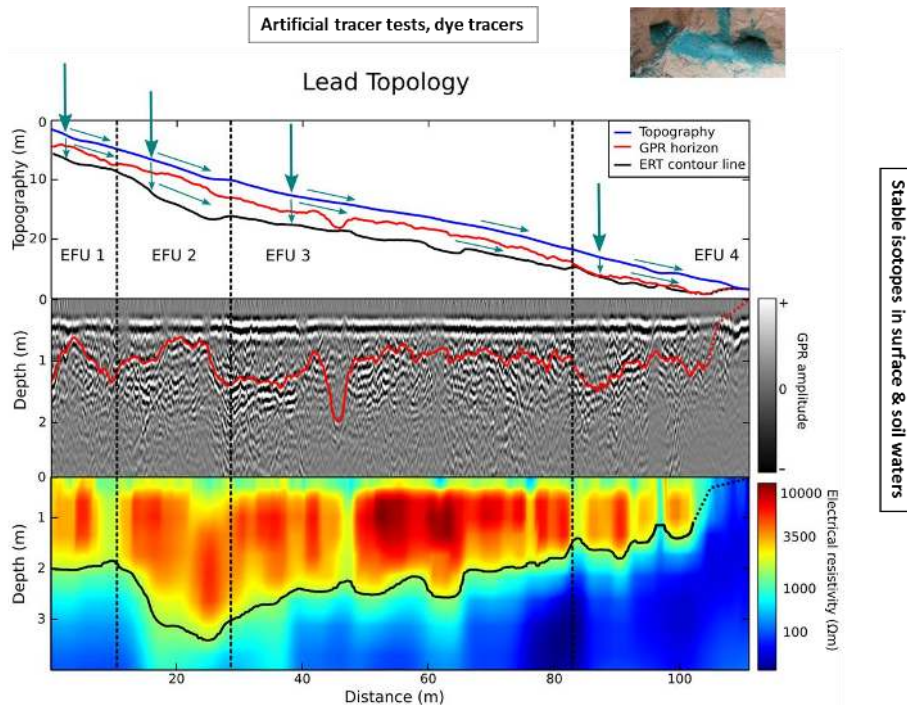 Artificial tracer tests, dye tracers
Lead Topology
Topography
GPR horizon
ERT contour line
Topography (m)
0
10
20
EFU 1
EFU 2
EFU 3
EFU 4
Depth (m)
0
1
2
GPR amplitude
+
0
−
Depth (m)
0
1
2
3
Electrical resistivity (Ωm)
10000
3500
1000
100
20
40
60
80
100
Distance (m)
Stable isotopes in surface & soil waters